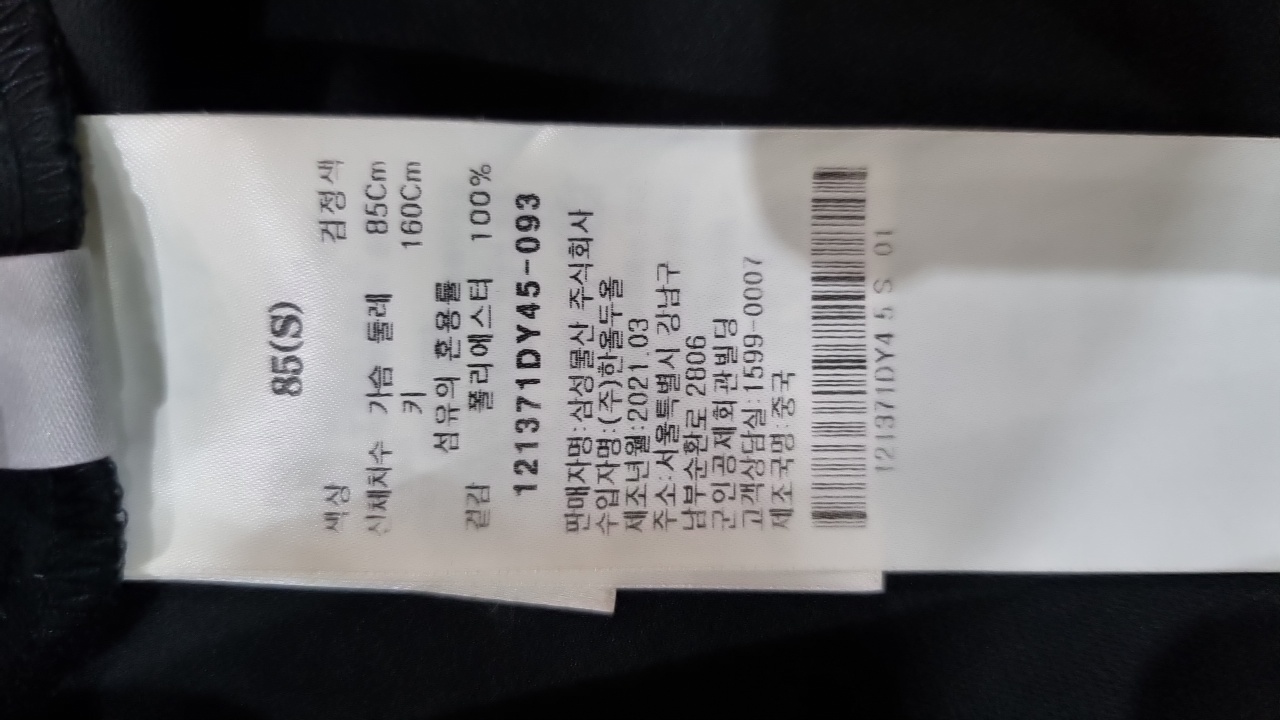 85(S)
색상 검정색
신체치수 가슴 둘레 85Cm
키 160Cm
섬유의 혼용률
겉감 폴리에스터 100%
121371DY45-093
판매자명:삼성물산 주식회사
수입자명:(주)한올두올
제조년월:2021.03
주소:서울특별시 강남구
남부순환로 2806
군인공제회관빌딩
고객상담실:1599-0007
제조국명:중국
121371DY45 S 01